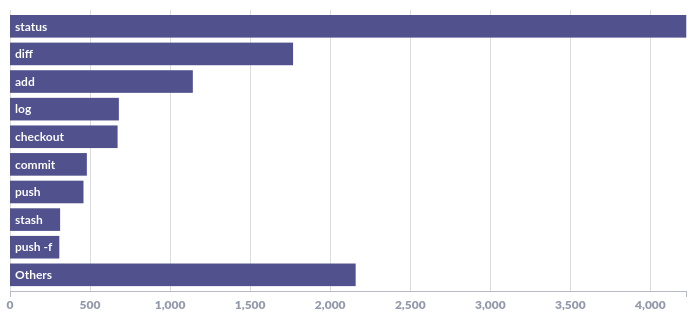 status
diff
add
log
checkout
commit
push
stash
push -f
Others
0 500 1,000 1,500 2,000 2,500 3,000 3,500 4,000